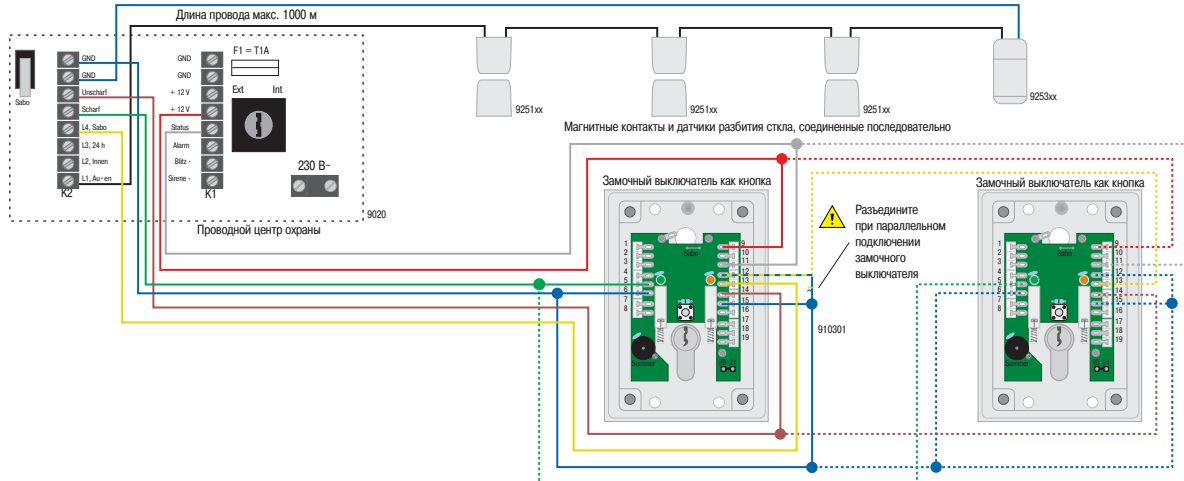 Длина провода макс. 1000 м
GND
GND
Unscharf
Scharf
L4, Sabo
L3, 24 h
L2, Innen
L1, Au·en
K2
Sabo
GND
GND
+ 12 V
+ 12 V
Status
Alarm
Blitz -
Sirene -
K1
F1 = T1A
Ext
Int
230 В~
9020
Проводной центр охраны
9251xx
9251xx
9251xx
9253xx
Магнитные контакты и датчики разбития сткла, соединенные последовательно
Замочный выключатель как кнопка
1
2
3
4
5
6
7
8
9
10
11
12
13
14
15
16
17
18
19
20 21
Sabo
Summer
Разъедините
при параллельном
подключении
замочного
выключателя
910301
Замочный выключатель как кнопка
1
2
3
4
5
6
7
8
9
10
11
12
13
14
15
16
17
18
19
20 21
Sabo
Summer